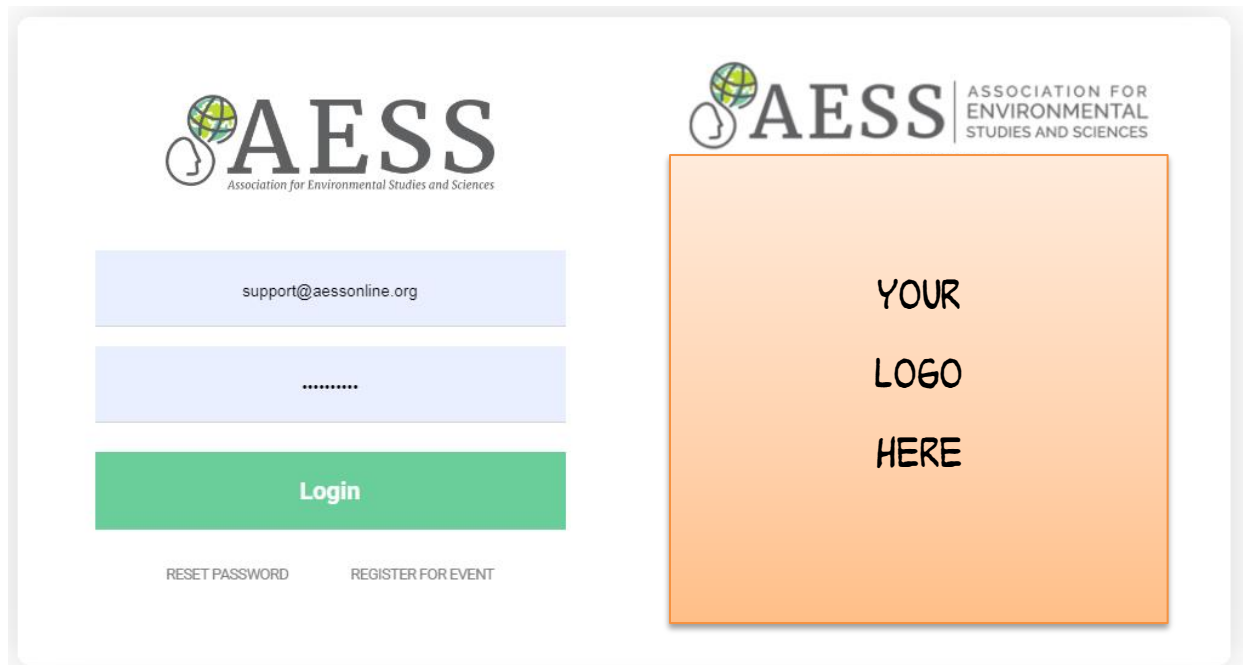 AESS
Association for Environmental Studies and Sciences
support@aessonline.org
••••••••••
Login
RESET PASSWORD
REGISTER FOR EVENT
AESS
ASSOCIATION FOR
ENVIRONMENTAL
STUDIES AND SCIENCES
YOUR
LOGO
HERE